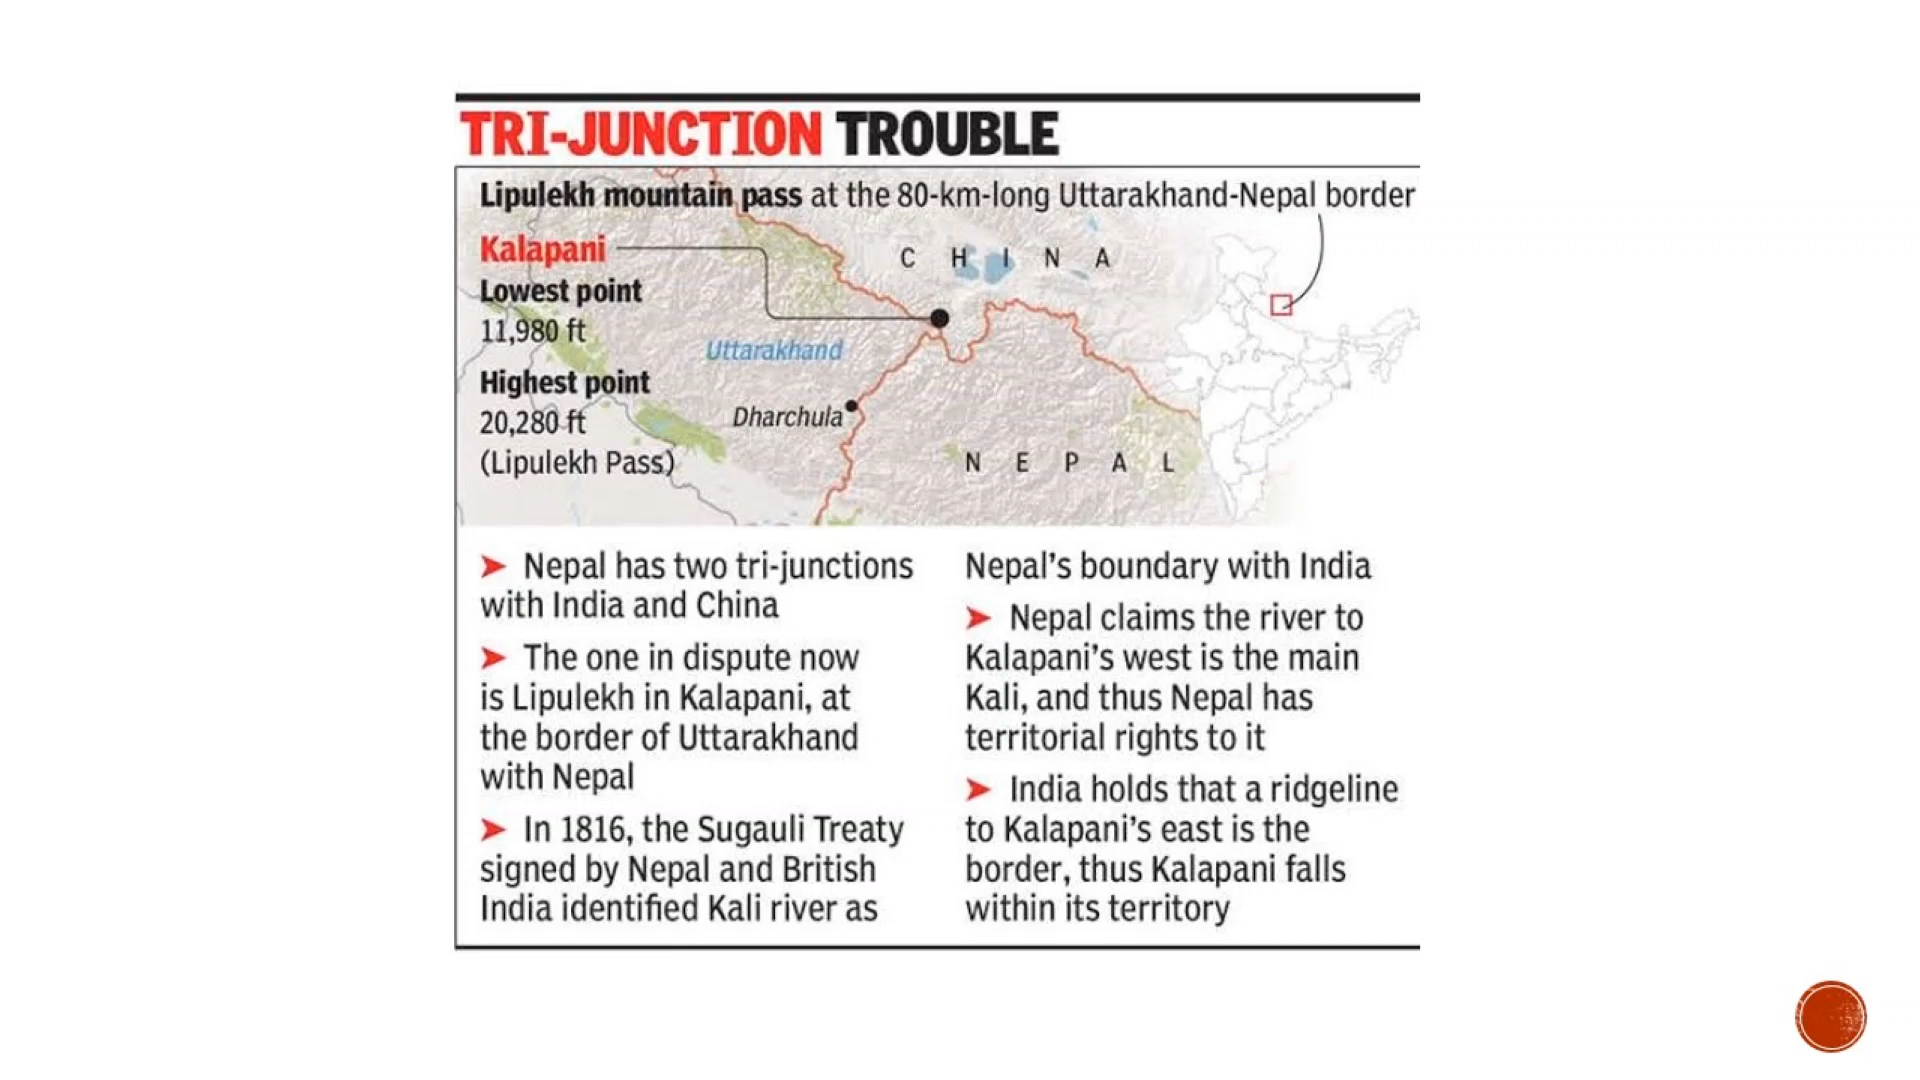 TRI-JUNCTION TROUBLE
Lipulekh mountain pass at the 80-km-long Uttarakhand-Nepal border
Kalapani
Lowest point
11,980 ft
Highest point
20,280 ft
(Lipulekh Pass)
C H I N A
Uttarakhand
Dharchula
N E P A L
➤ Nepal has two tri-junctions
with India and China
➤ The one in dispute now
is Lipulekh in Kalapani, at
the border of Uttarakhand
with Nepal
➤ In 1816, the Sugauli Treaty
signed by Nepal and British
India identified Kali river as
Nepal’s boundary with India
➤ Nepal claims the river to
Kalapani’s west is the main
Kali, and thus Nepal has
territorial rights to it
➤ India holds that a ridgeline
to Kalapani’s east is the
border, thus Kalapani falls
within its territory